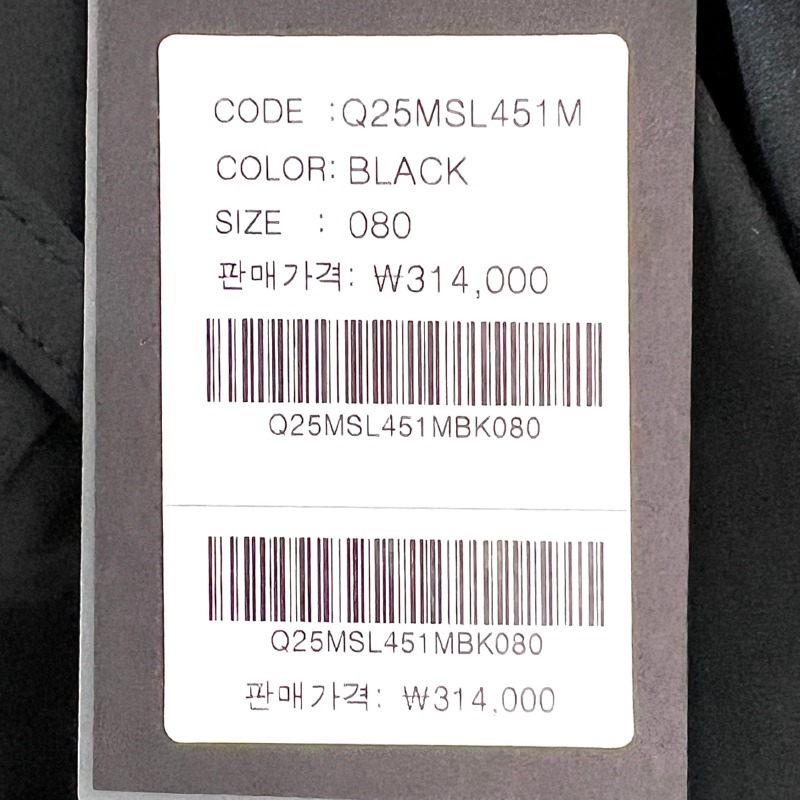 CODE :Q25MSL451M
COLOR: BLACK
SIZE : 080
판매가격: ₩314,000
Q25MSL451MBK080
Q25MSL451MBK080
판매가격: ₩314,000